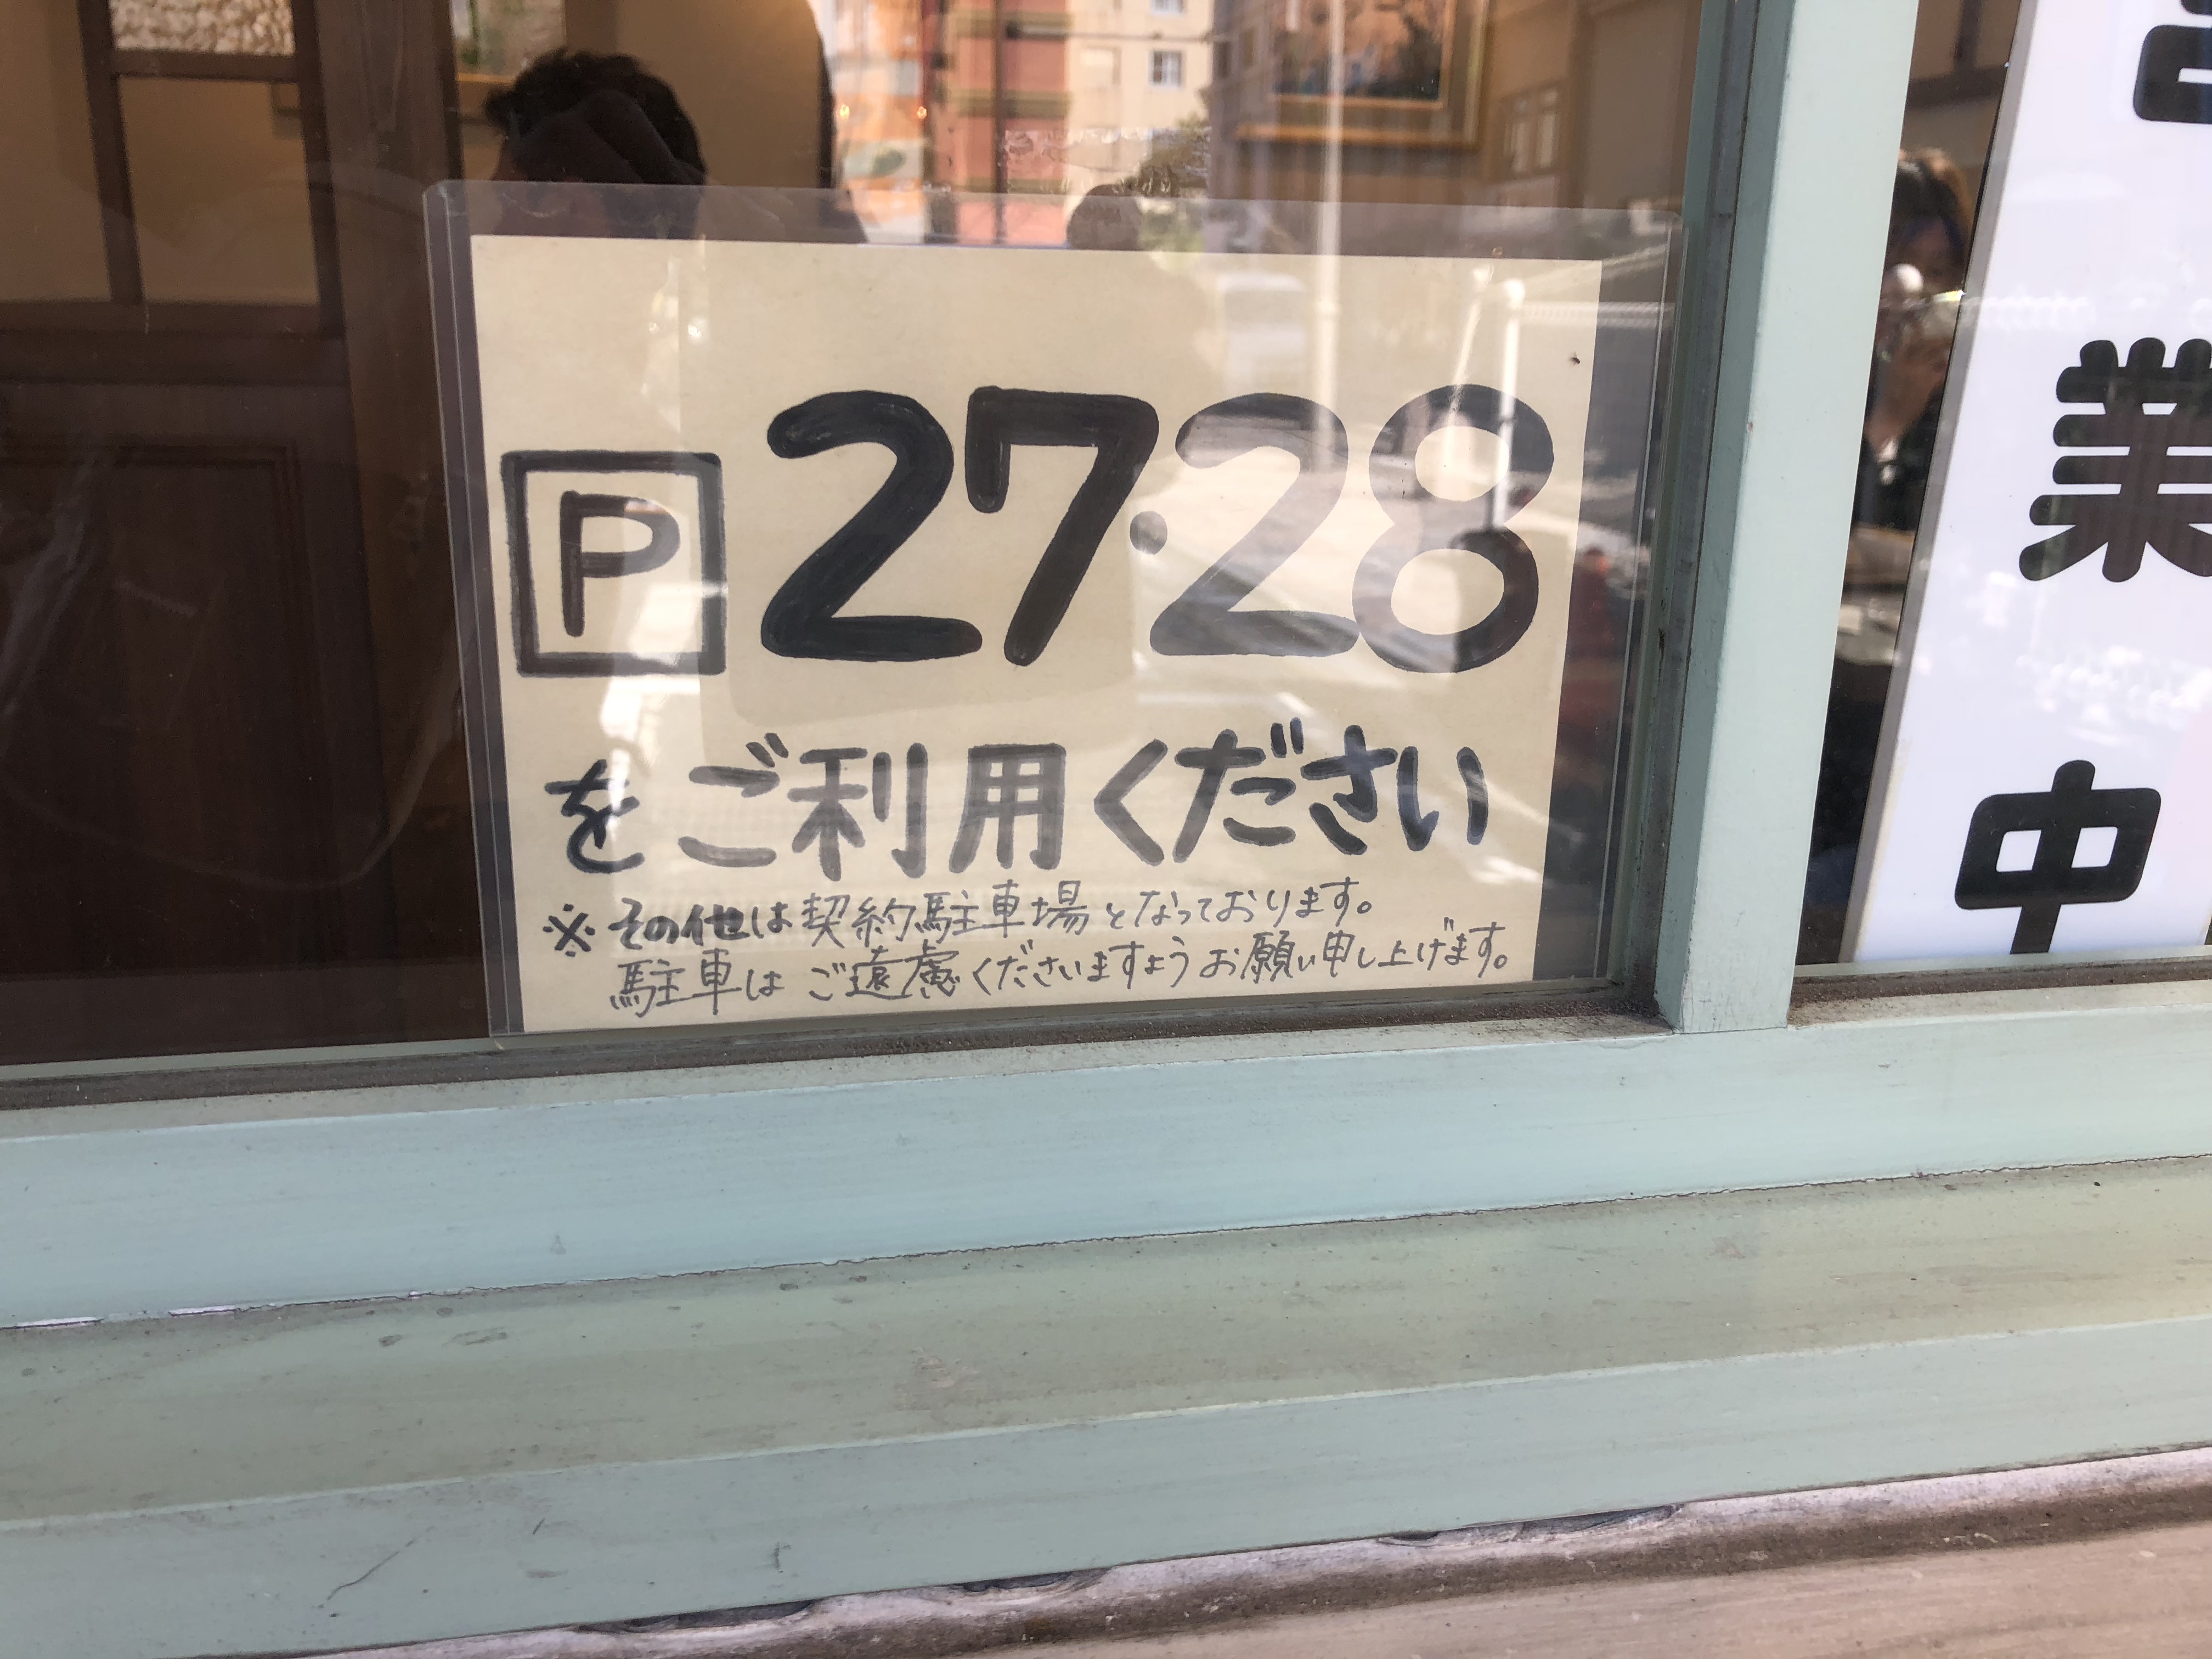 P 27・28
をご利用ください
※その他は契約駐車場となっております。
駐車はご遠慮くださいますようお願い申し上げます。
業
中